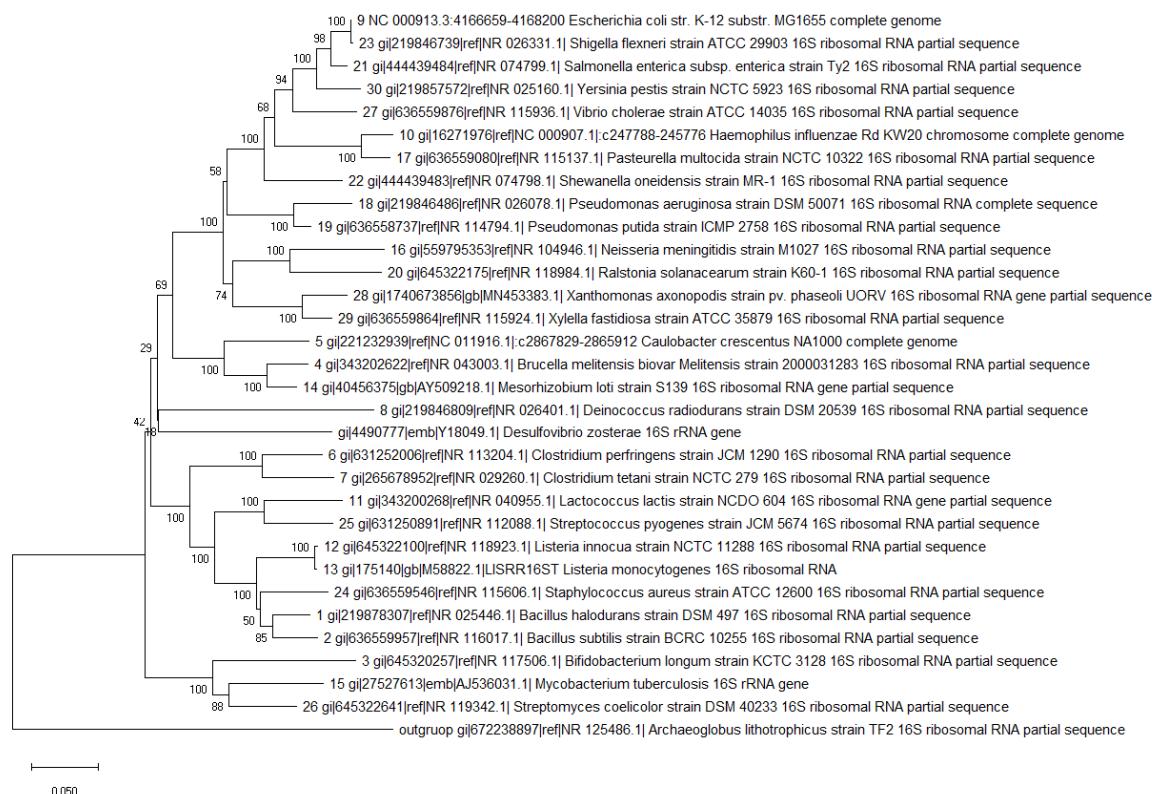 100 9 NC 000913.3:4166659-4168200 Escherichia coli str. K-12 substr. MG1655 complete genome
98 23 gi|219846739|ref|NR 026331.1| Shigella flexneri strain ATCC 29903 16S ribosomal RNA partial sequence
100 21 gi|444439484|ref|NR 074799.1| Salmonella enterica subsp. enterica strain Ty2 16S ribosomal RNA partial sequence
94 30 gi|219857572|ref|NR 025160.1| Yersinia pestis strain NCTC 5923 16S ribosomal RNA partial sequence
68 27 gi|636559876|ref|NR 115936.1| Vibrio cholerae strain ATCC 14035 16S ribosomal RNA partial sequence
100 10 gi|16271976|ref|NC 000907.1|:c247788-245776 Haemophilus influenzae Rd KW20 chromosome complete genome
100 17 gi|636559080|ref|NR 115137.1| Pasteurella multocida strain NCTC 10322 16S ribosomal RNA partial sequence
58 22 gi|444439483|ref|NR 074798.1| Shewanella oneidensis strain MR-1 16S ribosomal RNA partial sequence
18 gi|219846486|ref|NR 026078.1| Pseudomonas aeruginosa strain DSM 50071 16S ribosomal RNA complete sequence
100 100 19 gi|636558737|ref|NR 114794.1| Pseudomonas putida strain ICMP 2758 16S ribosomal RNA partial sequence
100 16 gi|559795353|ref|NR 104946.1| Neisseria meningitidis strain M1027 16S ribosomal RNA partial sequence
69 20 gi|645322175|ref|NR 118984.1| Ralstonia solanacearum strain K60-1 16S ribosomal RNA partial sequence
74 28 gi|1740673856|gb|MN453383.1| Xanthomonas axonopodis strain pv. phaseoli UORV 16S ribosomal RNA gene partial sequence
100 29 gi|636559864|ref|NR 115924.1| Xylella fastidiosa strain ATCC 35879 16S ribosomal RNA partial sequence
29 5 gi|221232939|ref|NC 011916.1|:c2867829-2865912 Caulobacter crescentus NA1000 complete genome
100 4 gi|343202622|ref|NR 043003.1| Brucella melitensis biovar Melitensis strain 2000031283 16S ribosomal RNA partial sequence
100 14 gi|40456375|gb|AY509218.1| Mesorhizobium loti strain S139 16S ribosomal RNA gene partial sequence
42 8 gi|219846809|ref|NR 026401.1| Deinococcus radiodurans strain DSM 20539 16S ribosomal RNA partial sequence
18 gi|4490777|emb|Y18049.1| Desulfovibrio zosterae 16S rRNA gene
100 6 gi|631252006|ref|NR 113204.1| Clostridium perfringens strain JCM 1290 16S ribosomal RNA partial sequence
7 gi|265678952|ref|NR 029260.1| Clostridium tetani strain NCTC 279 16S ribosomal RNA partial sequence
100 100 11 gi|343200268|ref|NR 040955.1| Lactococcus lactis strain NCDO 604 16S ribosomal RNA gene partial sequence
25 gi|631250891|ref|NR 112088.1| Streptococcus pyogenes strain JCM 5674 16S ribosomal RNA partial sequence
100 100 12 gi|645322100|ref|NR 118923.1| Listeria innocua strain NCTC 11288 16S ribosomal RNA partial sequence
13 gi|175140|gb|M58822.1|LISRR16ST Listeria monocytogenes 16S ribosomal RNA
100 24 gi|636559546|ref|NR 115606.1| Staphylococcus aureus strain ATCC 12600 16S ribosomal RNA partial sequence
50 1 gi|219878307|ref|NR 025446.1| Bacillus halodurans strain DSM 497 16S ribosomal RNA partial sequence
85 2 gi|636559957|ref|NR 116017.1| Bacillus subtilis strain BCRC 10255 16S ribosomal RNA partial sequence
3 gi|645320257|ref|NR 117506.1| Bifidobacterium longum strain KCTC 3128 16S ribosomal RNA partial sequence
100 15 gi|27527613|emb|AJ536031.1| Mycobacterium tuberculosis 16S rRNA gene
88 26 gi|645322641|ref|NR 119342.1| Streptomyces coelicolor strain DSM 40233 16S ribosomal RNA partial sequence
outgruop gi|672238897|ref|NR 125486.1| Archaeoglobus lithotrophicus strain TF2 16S ribosomal RNA partial sequence
0.050